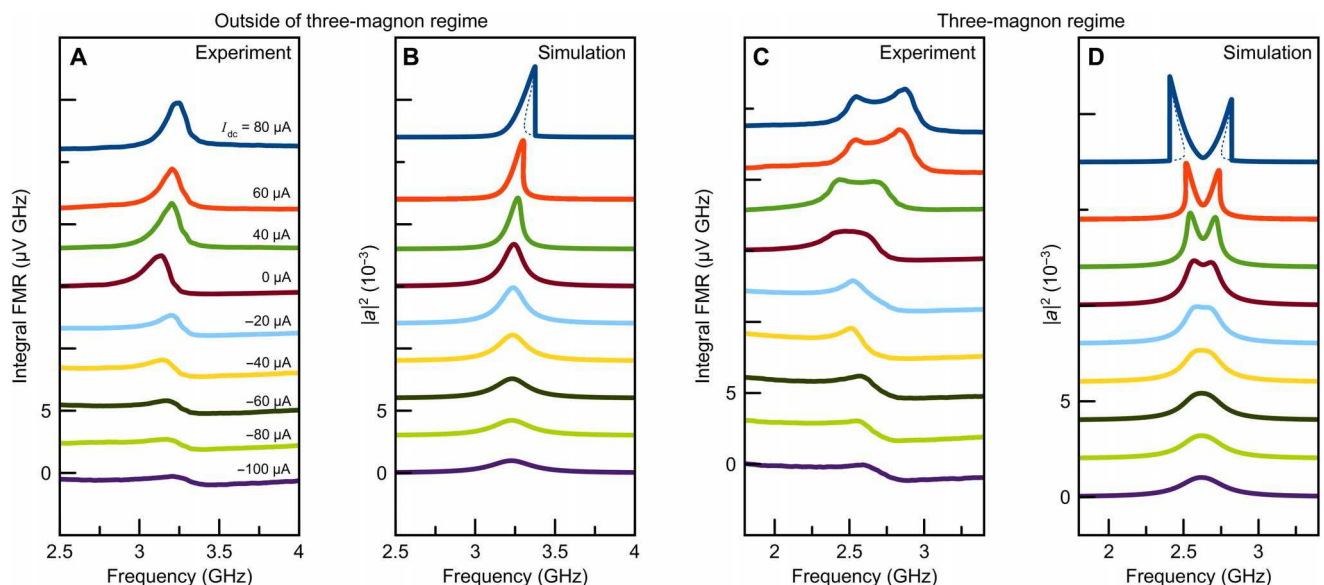 Outside of three-magnon regime
Three-magnon regime
A
Experiment
Integral FMR (µV GHz)
I_dc = 80 µA
60 µA
40 µA
0 µA
−20 µA
−40 µA
−60 µA
−80 µA
−100 µA
5
0
2.5 3 3.5 4
Frequency (GHz)
B
Simulation
|a|² (10⁻³)
5
0
2.5 3 3.5 4
Frequency (GHz)
C
Experiment
Integral FMR (µV GHz)
5
0
2 2.5 3
Frequency (GHz)
D
Simulation
|a|² (10⁻³)
5
0
2 2.5 3
Frequency (GHz)